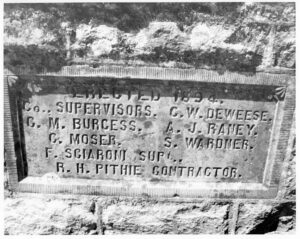 ERECTED 1894.
Co., SUPERVISORS. C. W. DEWEESE.
G. M. BURGESS. A. J. RANEY.
C. MOSER. S. WARDNER.
F. SCIARONI SUPT..
R. H. PITHIE CONTRACTOR.